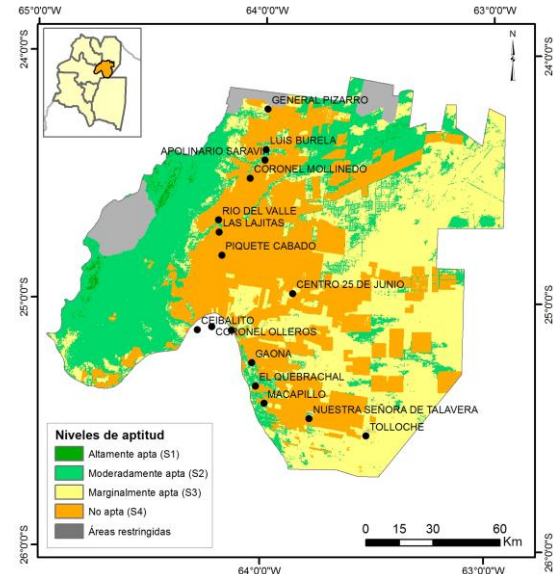 65°0'0"W 64°0'0"W 63°0'0"W
24°0'0"S 24°0'0"S
N
GENERAL PIZARRO
LUIS BURELA
APOLINARIO SARAVIA
CORONEL MOLLINEDO
RIO DEL VALLE
LAS LAJITAS
PIQUETE CABADO
CENTRO 25 DE JUNIO
25°0'0"S 25°0'0"S
CEIBALITO
CORONEL OLLEROS
GAONA
EL QUEBRACHAL
MACAPILLO
NUESTRA SEÑORA DE TALAVERA
TOLLOCHE
Niveles de aptitud
Altamente apta (S1)
Moderadamente apta (S2)
Marginalmente apta (S3)
No apta (S4)
Áreas restringidas
0 15 30 60
Km
26°0'0"S 26°0'0"S
64°0'0"W 63°0'0"W